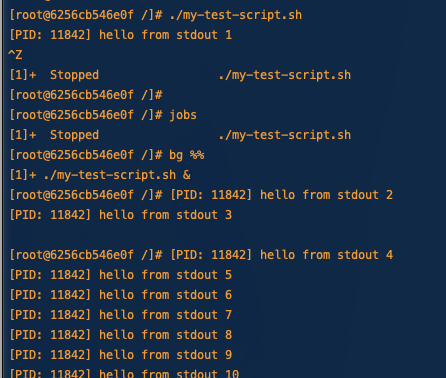 [root@6256cb546e0f /]# ./my-test-script.sh
[PID: 11842] hello from stdout 1
^Z
[1]+  Stopped                 ./my-test-script.sh
[root@6256cb546e0f /]#
[root@6256cb546e0f /]# jobs
[1]+  Stopped                 ./my-test-script.sh
[root@6256cb546e0f /]# bg %%
[1]+ ./my-test-script.sh &
[root@6256cb546e0f /]# [PID: 11842] hello from stdout 2
[PID: 11842] hello from stdout 3

[root@6256cb546e0f /]# [PID: 11842] hello from stdout 4
[PID: 11842] hello from stdout 5
[PID: 11842] hello from stdout 6
[PID: 11842] hello from stdout 7
[PID: 11842] hello from stdout 8
[PID: 11842] hello from stdout 9
[PID: 11842] hello from stdout 10